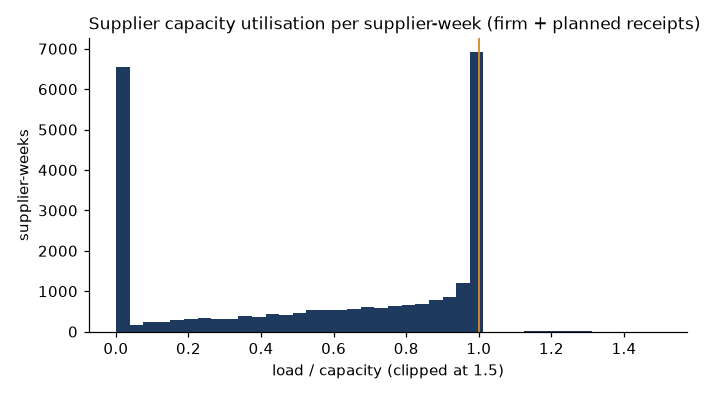 Supplier capacity utilisation per supplier-week (firm + planned receipts)
7000
6000
5000
4000
3000
2000
1000
0
supplier-weeks
0.0 0.2 0.4 0.6 0.8 1.0 1.2 1.4
load / capacity (clipped at 1.5)